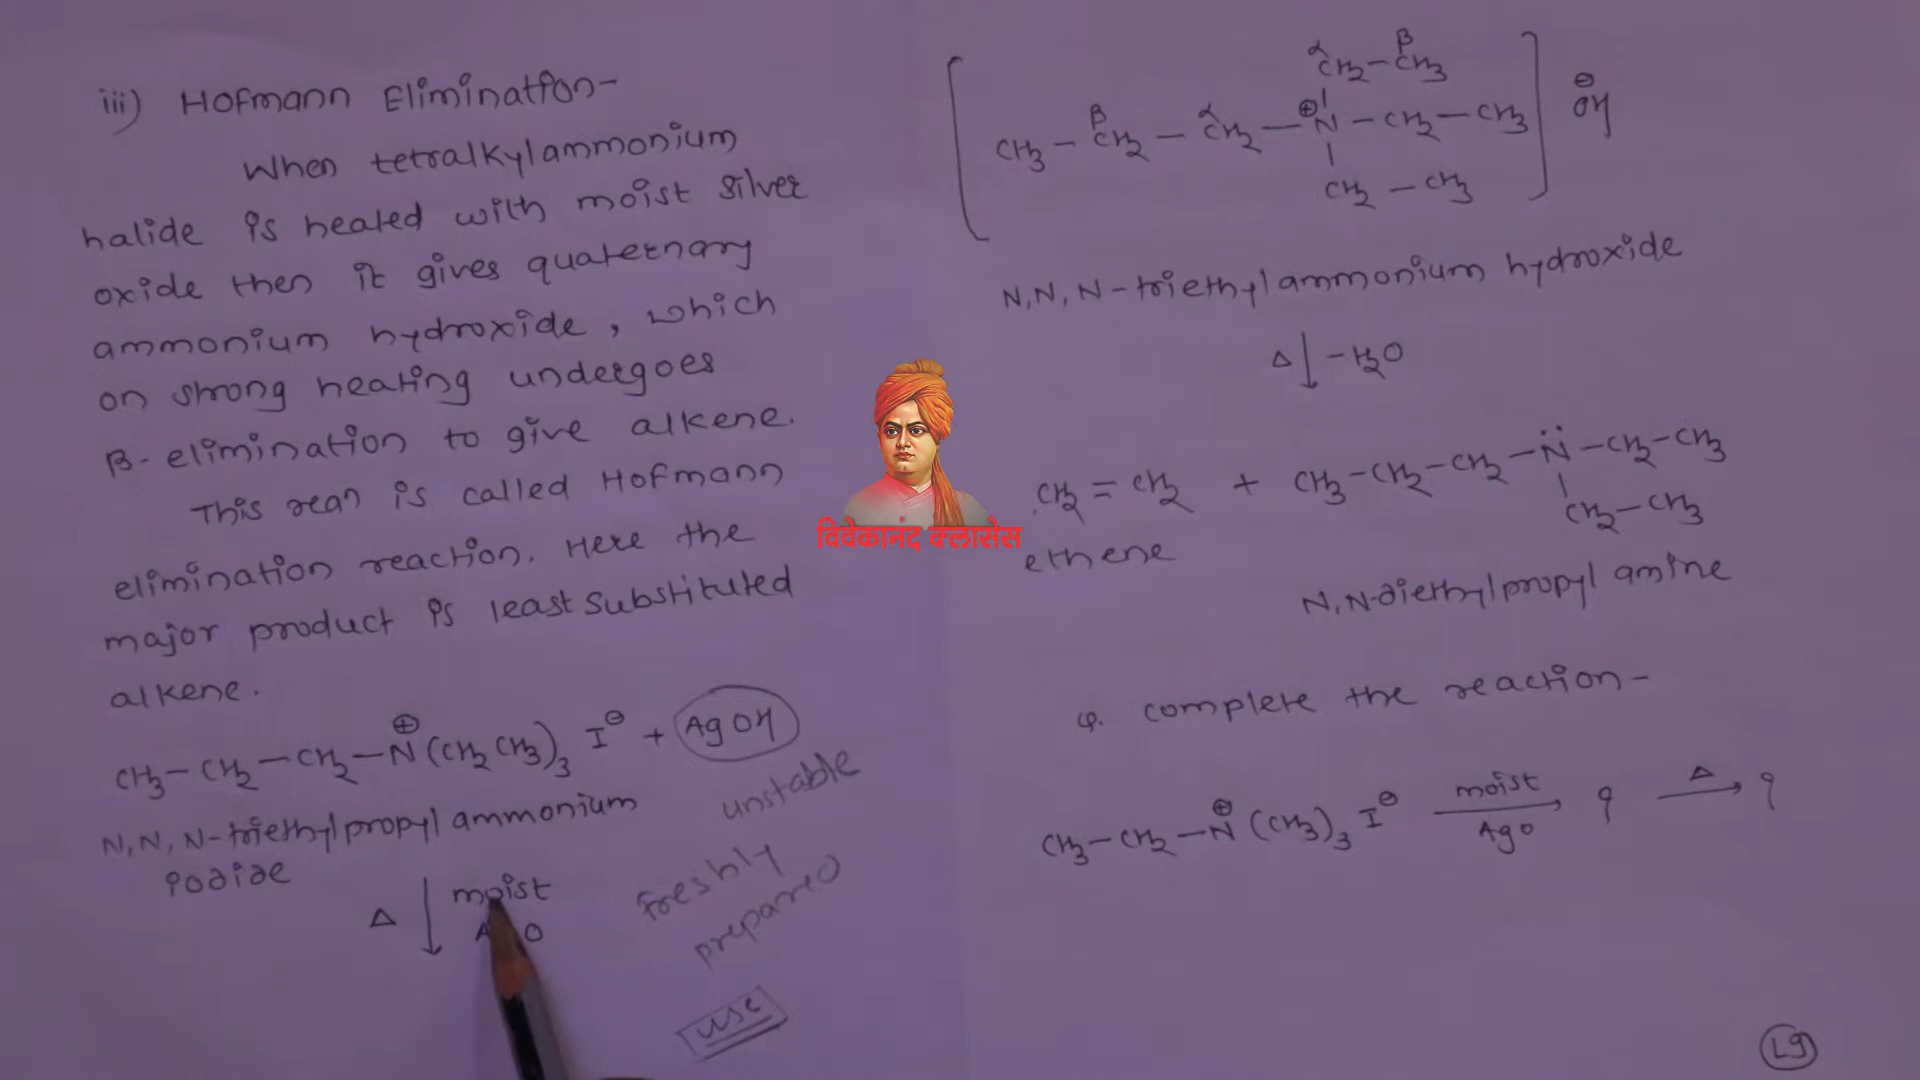 iii) Hofmann Elimination-
When tetralkylammonium
halide is heated with moist silver
oxide then it gives quaternary
ammonium hydroxide, which
on strong heating undergoes
β-elimination to give alkene.
This rean is called Hofmann
elimination reaction. Here the
major product is least substituted
alkene.
CH₃-CH₂-CH₂-N⊕(CH₂CH₃)₃ I⊖ + AgOH
unstable
N,N,N-triethylpropylammonium
iodide
Δ ↓ moist
freshly
prepared
use
α β
CH₂-CH₃
β α ⊕ ⊖
[CH₃-CH₂-CH₂-N-CH₂-CH₃] OH
CH₂-CH₃
N,N,N-triethylammonium hydroxide
Δ ↓ -H₂O
CH₂=CH₂ + CH₃-CH₂-CH₂-N̈-CH₂-CH₃
CH₂-CH₃
ethene
N,N-diethylpropyl amine
विवेकानंद क्लासेस
Q. complete the reaction-
moist Δ
CH₃-CH₂-N⊕(CH₃)₃ I⊖ → ? → ?
AgO
L9